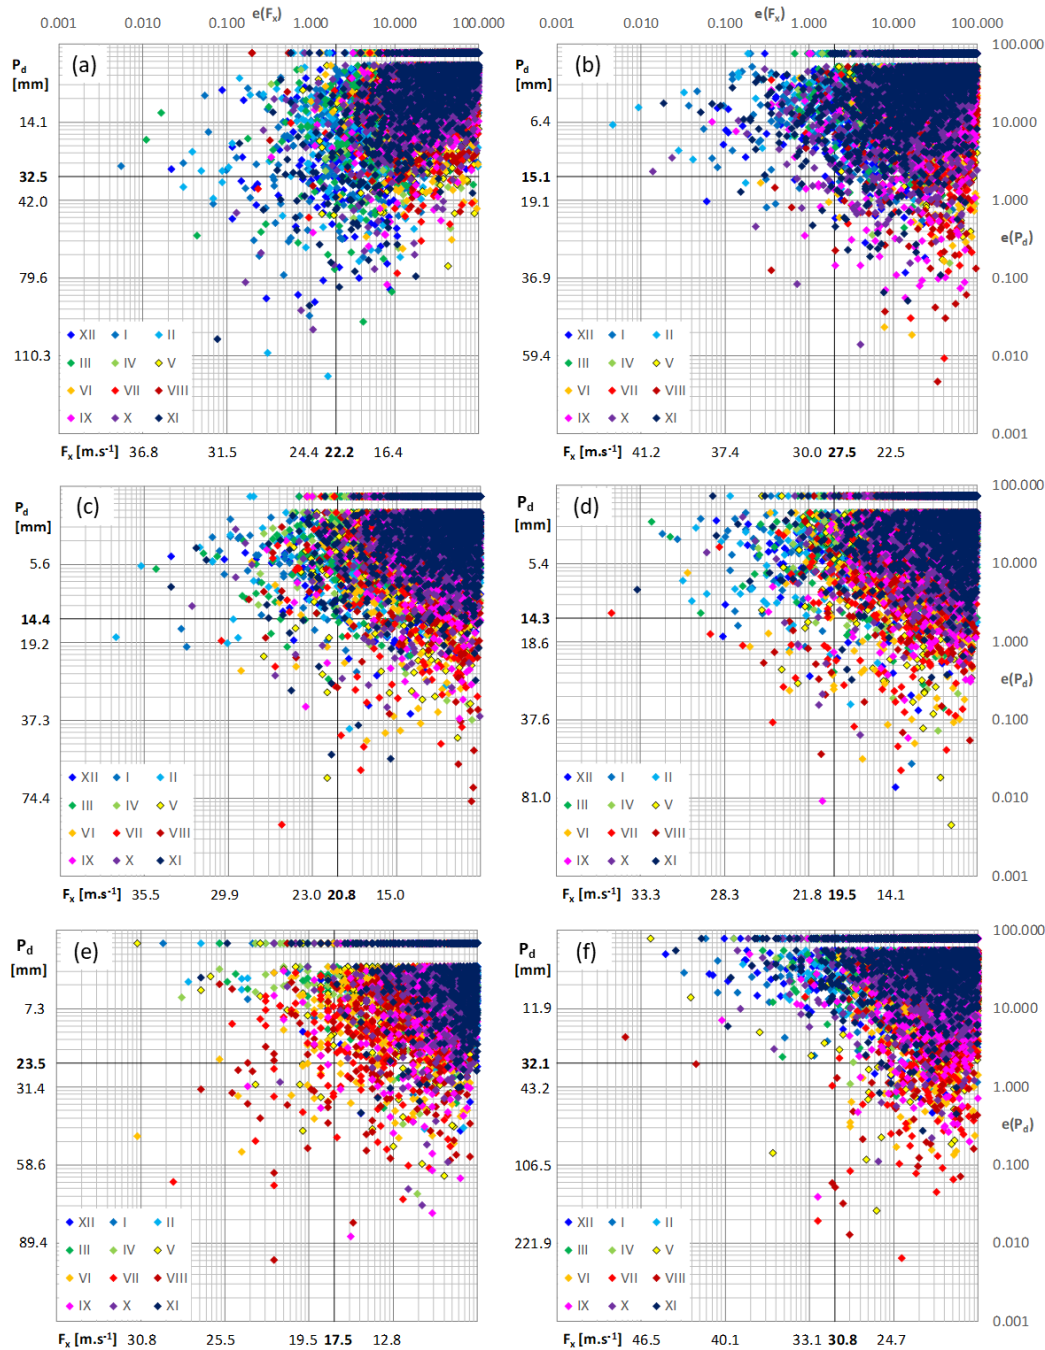 e(Fₓ) e(Fₓ)
0.001 0.010 0.100 1.000 10.000 100.000 0.001 0.010 0.100 1.000 10.000 100.000
P_d [mm] (a) (b) P_d [mm] 100.000
14.1 6.4 10.000
32.5 15.1
42.0 19.1 1.000
e(P_d)
79.6 36.9 0.100
XII I II XII I II
110.3 III IV V 59.4 III IV V 0.010
VI VII VIII VI VII VIII
IX X XI IX X XI
0.001
Fₓ [m.s⁻¹] 36.8 31.5 24.4 22.2 16.4 Fₓ [m.s⁻¹] 41.2 37.4 30.0 27.5 22.5
P_d [mm] (c) P_d [mm] (d) 100.000
5.6 5.4 10.000
14.4 14.3
19.2 18.6 1.000
e(P_d)
37.3 37.6 0.100
XII I II XII I II
74.4 III IV V 81.0 III IV V 0.010
VI VII VIII VI VII VIII
IX X XI IX X XI
0.001
Fₓ [m.s⁻¹] 35.5 29.9 23.0 20.8 15.0 Fₓ [m.s⁻¹] 33.3 28.3 21.8 19.5 14.1
P_d [mm] (e) P_d [mm] (f) 100.000
7.3 11.9 10.000
23.5 32.1
31.4 43.2 1.000
e(P_d)
58.6 106.5 0.100
XII I II XII I II
89.4 III IV V 221.9 III IV V 0.010
VI VII VIII VI VII VIII
IX X XI IX X XI
0.001
Fₓ [m.s⁻¹] 30.8 25.5 19.5 17.5 12.8 Fₓ [m.s⁻¹] 46.5 40.1 33.1 30.8 24.7